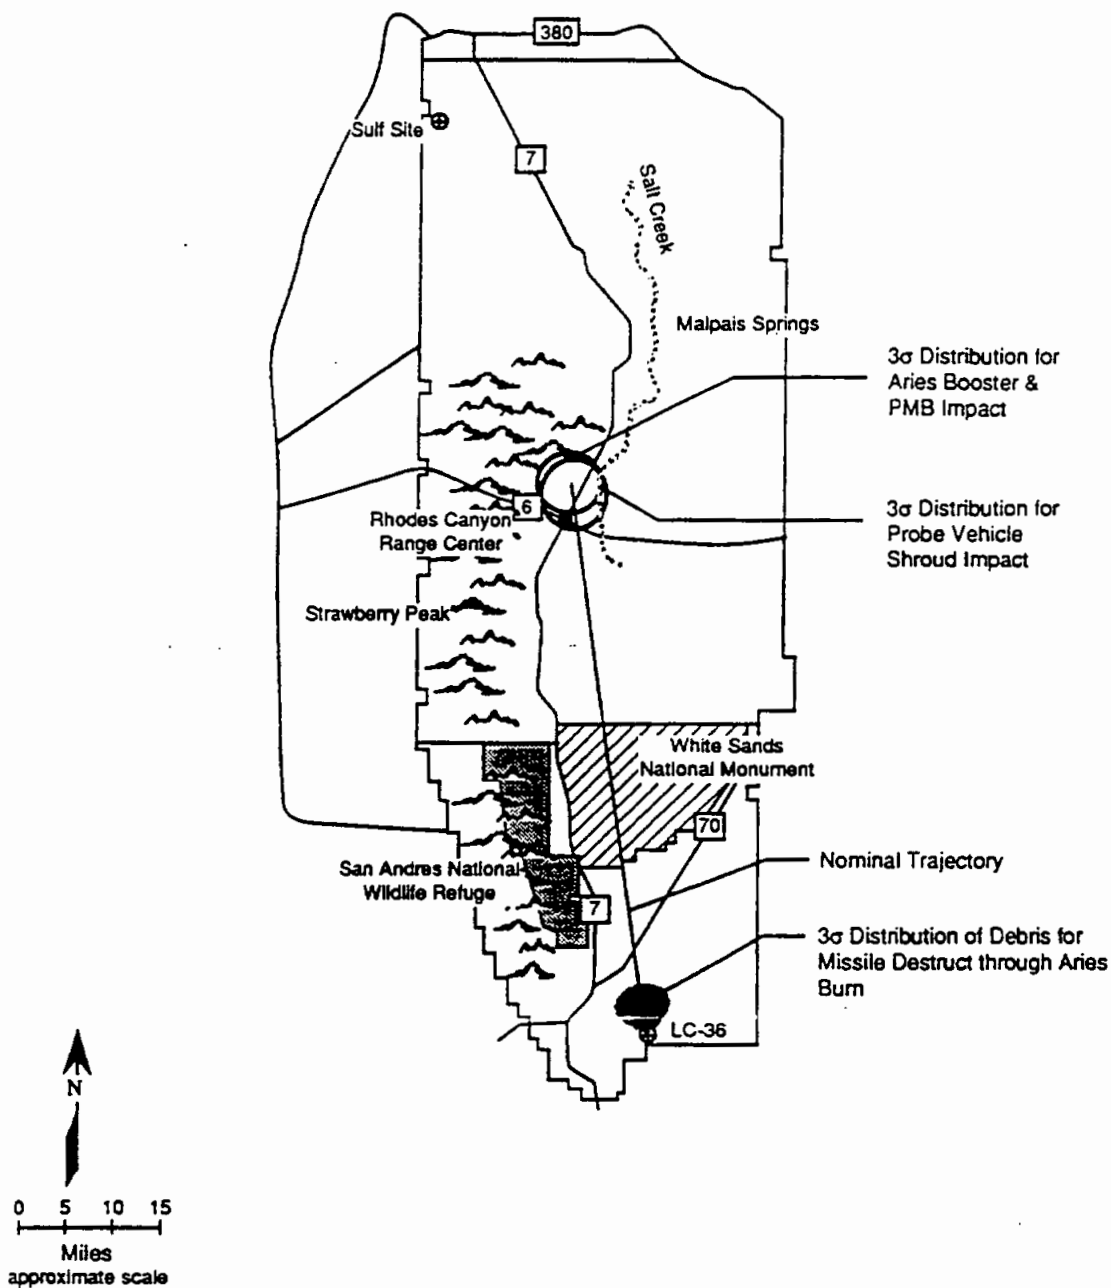 380
Sulf Site
7
Salt Creek
Malpais Springs
3σ Distribution for
Aries Booster &
PMB Impact
6
Rhodes Canyon
Range Center
3σ Distribution for
Probe Vehicle
Shroud Impact
Strawberry Peak
White Sands
National Monument
70
San Andres National
Wildlife Refuge
7
Nominal Trajectory
3σ Distribution of Debris for
Missile Destruct through Aries
Burn
LC-36
N
0 5 10 15
Miles
approximate scale